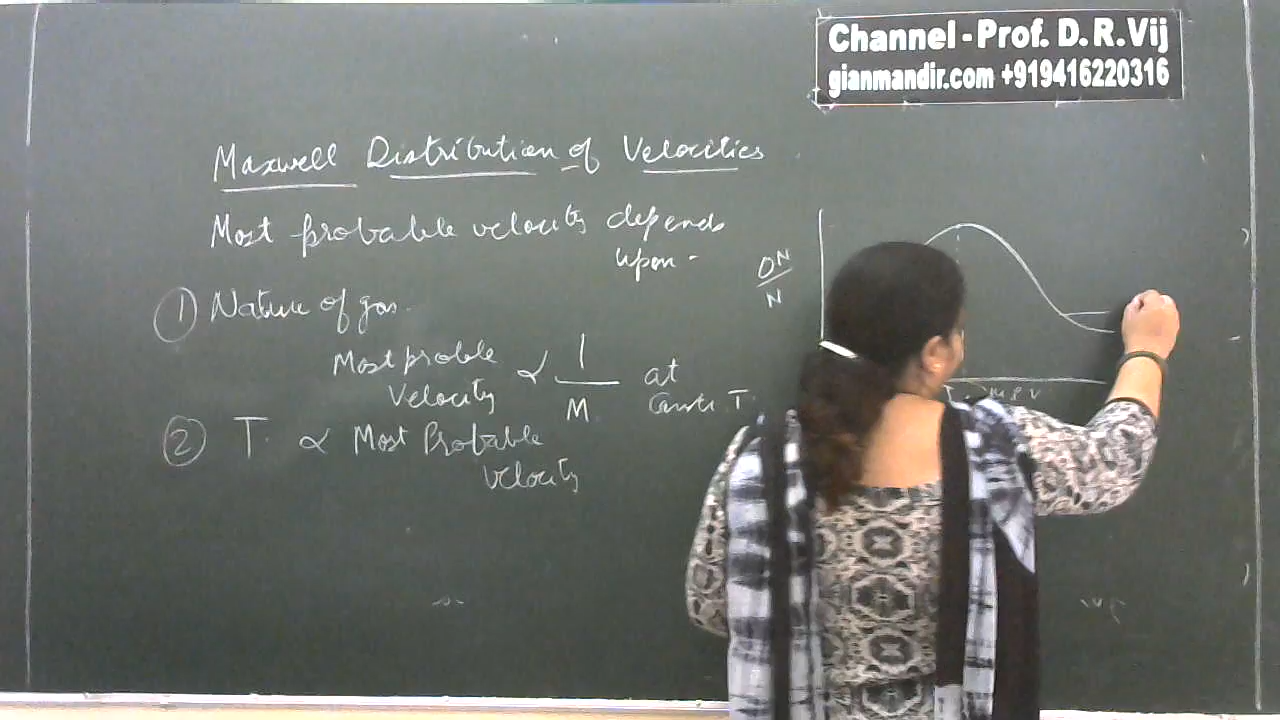 Channel - Prof. D. R. Vij
gianmandir.com +919416220316
Maxwell Distribution of Velocities
Most probable velocity depends
upon -
① Nature of gas.
Most proble
Velocity ∝ 1/M at
Const. T.
② T. ∝ Most Probable
velocity
ΔN/N
M P V